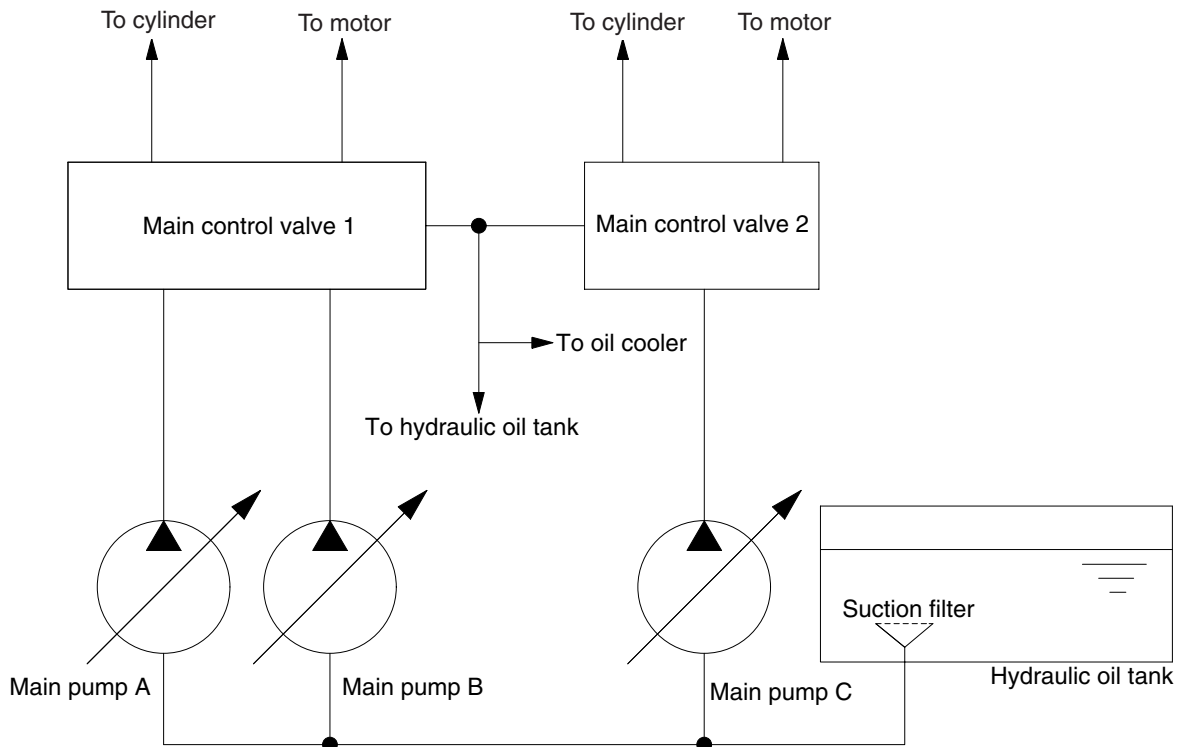 To cylinder
To motor
To cylinder
To motor
Main control valve 1
Main control valve 2
To oil cooler
To hydraulic oil tank
Suction filter
Hydraulic oil tank
Main pump A
Main pump B
Main pump C